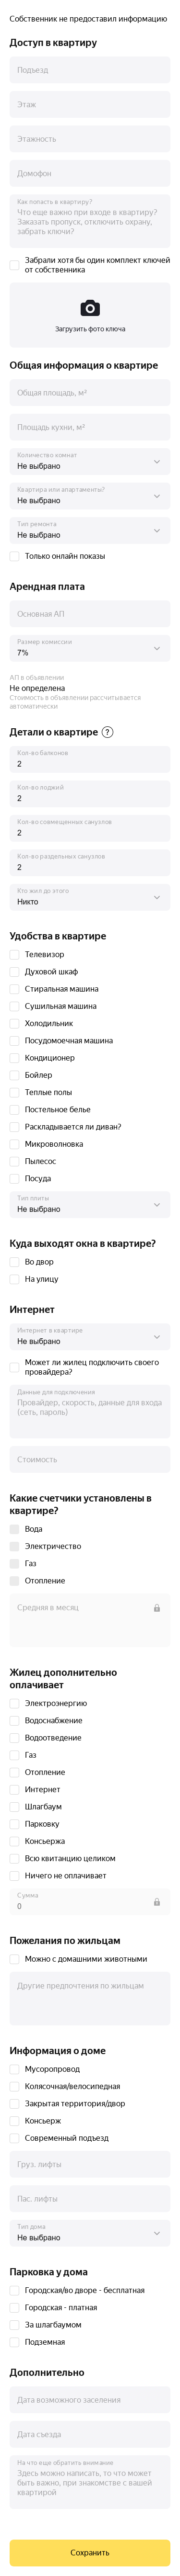 Собственник не предоставил информацию
Доступ в квартиру
Подъезд
Этаж
Этажность
Домофон
Как попасть в квартиру?
Что еще важно при входе в квартиру?
Заказать пропуск, отключить охрану,
забрать ключи?
Забрали хотя бы один комплект ключей
от собственника
Загрузить фото ключа
Общая информация о квартире
Общая площадь, м²
Площадь кухни, м²
Количество комнат
Не выбрано
Квартира или апартаменты?
Не выбрано
Тип ремонта
Не выбрано
Только онлайн показы
Арендная плата
Основная АП
Размер комиссии
7%
АП в объявлении
Не определена
Стоимость в объявлении рассчитывается
автоматически
Детали о квартире ?
Кол-во балконов
2
Кол-во лоджий
2
Кол-во совмещенных санузлов
2
Кол-во раздельных санузлов
2
Кто жил до этого
Никто
Удобства в квартире
Телевизор
Духовой шкаф
Стиральная машина
Сушильная машина
Холодильник
Посудомоечная машина
Кондиционер
Бойлер
Теплые полы
Постельное белье
Раскладывается ли диван?
Микроволновка
Пылесос
Посуда
Тип плиты
Не выбрано
Куда выходят окна в квартире?
Во двор
На улицу
Интернет
Интернет в квартире
Не выбрано
Может ли жилец подключить своего
провайдера?
Данные для подключения
Провайдер, скорость, данные для входа
(сеть, пароль)
Стоимость
Какие счетчики установлены в
квартире?
Вода
Электричество
Газ
Отопление
Средняя в месяц
Жилец дополнительно
оплачивает
Электроэнергию
Водоснабжение
Водоотведение
Газ
Отопление
Интернет
Шлагбаум
Парковку
Консьержа
Всю квитанцию целиком
Ничего не оплачивает
Сумма
0
Пожелания по жильцам
Можно с домашними животными
Другие предпочтения по жильцам
Информация о доме
Мусоропровод
Колясочная/велосипедная
Закрытая территория/двор
Консьерж
Современный подъезд
Груз. лифты
Пас. лифты
Тип дома
Не выбрано
Парковка у дома
Городская/во дворе - бесплатная
Городская - платная
За шлагбаумом
Подземная
Дополнительно
Дата возможного заселения
Дата съезда
На что еще обратить внимание
Здесь можно написать, то что может
быть важно, при знакомстве с вашей
квартирой
Сохранить